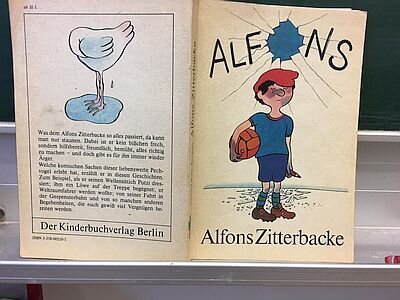 ab 10 J.
Was dem Alfons Zitterbacke so alles passiert, da kann
man nur staunen. Dabei ist er kein bißchen frech,
sondern hilfsbereit, freundlich, bemüht, alles richtig
zu machen – und doch gibt es für ihn immer wieder
Ärger.
Welche komischen Sachen dieser liebenswerte Pech-
vogel erlebt hat, erzählt er in diesen Geschichten.
Zum Beispiel, als er seinen Wellensittich Putzi dres-
siert; ihm ein Löwe auf der Treppe begegnet; er
Weltraumfahrer werden wollte; von seiner Fahrt in
der Gespensterbahn und von so manchen anderen
Begebenheiten, die euch gewiß viel Vergnügen be-
reiten werden.
Der Kinderbuchverlag Berlin
Alfons Zitterbacke
ALFONS
Alfons Zitterbacke